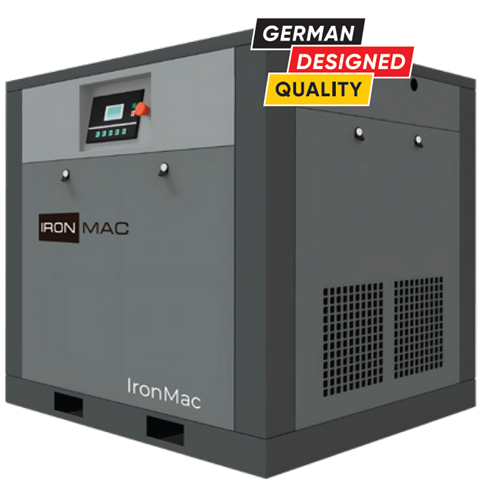 GERMAN
DESIGNED
QUALITY
IRON MAC
IronMac